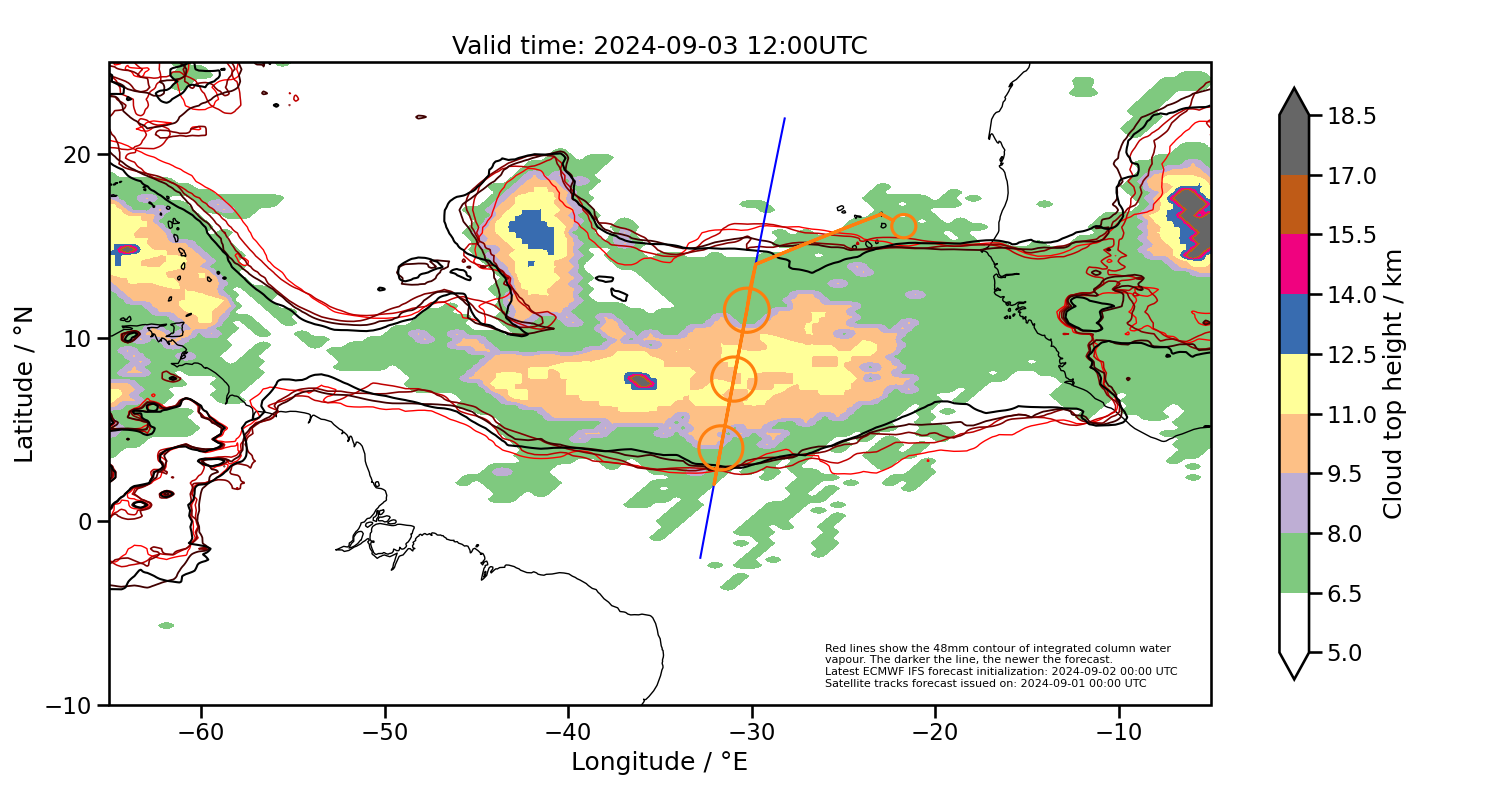 Valid time: 2024-09-03 12:00UTC
20
10
0
−10
Latitude / °N
−60
−50
−40
−30
−20
−10
Longitude / °E
Red lines show the 48mm contour of integrated column water
vapour. The darker the line, the newer the forecast.
Latest ECMWF IFS forecast initialization: 2024-09-02 00:00 UTC
Satellite tracks forecast issued on: 2024-09-01 00:00 UTC
18.5
17.0
15.5
14.0
12.5
11.0
9.5
8.0
6.5
5.0
Cloud top height / km